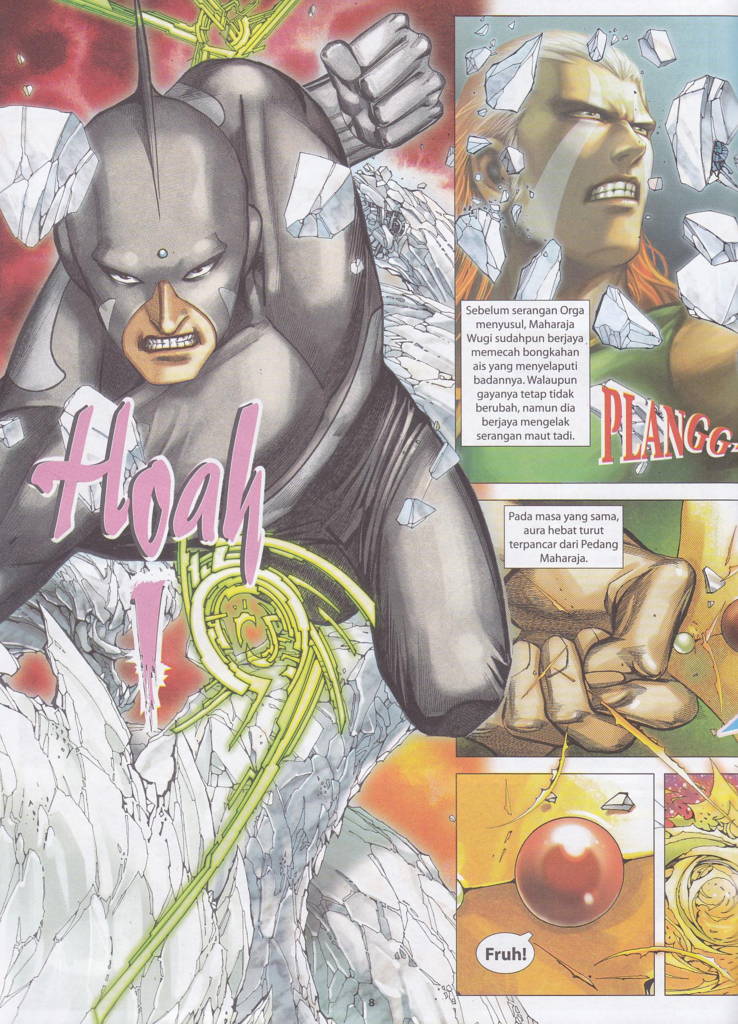 Hoah
!
Sebelum serangan Orga
menyusul, Maharaja
Wugi sudahpun berjaya
memecah bongkahan
ais yang menyelaputi
badannya. Walaupun
gayanya tetap tidak
berubah, namun dia
berjaya mengelak
serangan maut tadi.
PLANGG
Pada masa yang sama,
aura hebat turut
terpancar dari Pedang
Maharaja.
Fruh!
8